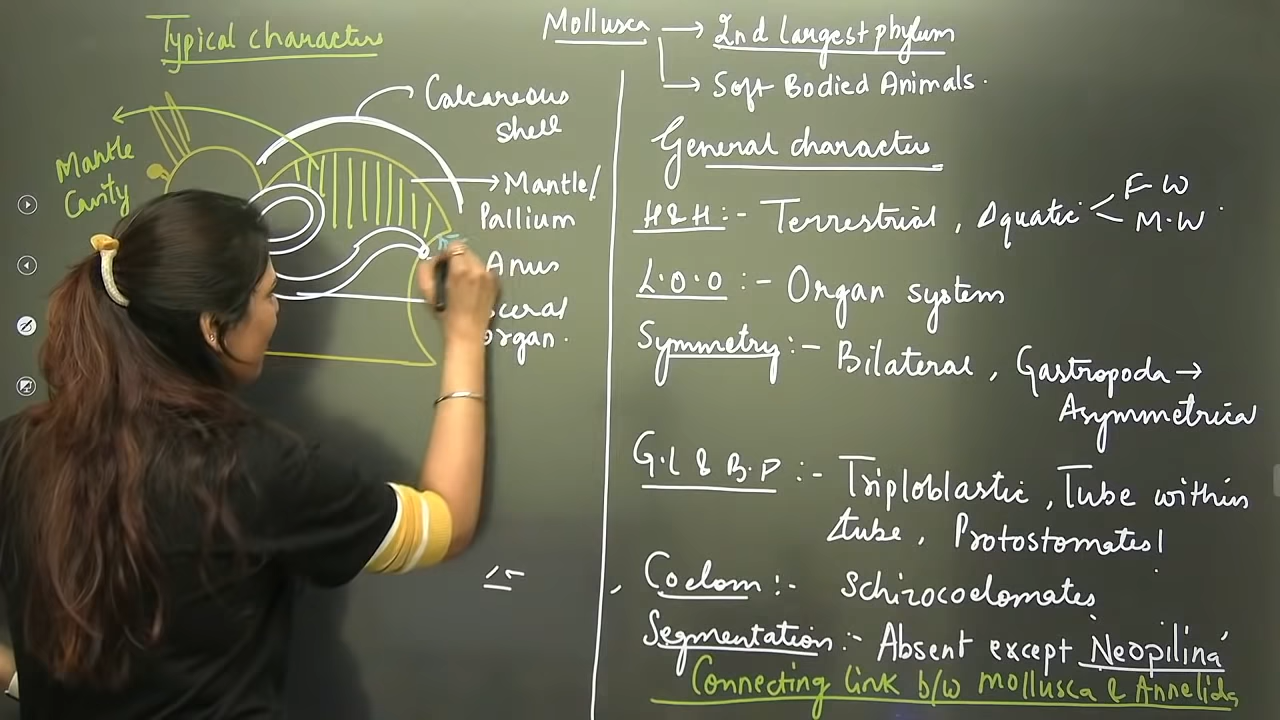 Typical characters
Calcareous
shell
Mantle
Cavity
Mantle/
Pallium
Anus
organ.
Mollusca → 2nd largest phylum
→ Soft Bodied Animals.
General characters
H & H :- Terrestrial, Aquatic < F W
M.W
L.O.O :- Organ system
Symmetry :- Bilateral, Gastropoda →
Asymmetrica
G.L & B.P :- Triploblastic, Tube within
tube, Protostomates!
Coelom :- Schizocoelomates
Segmentation :- Absent except Neopilina
Connecting link b/w Mollusca & Annelida